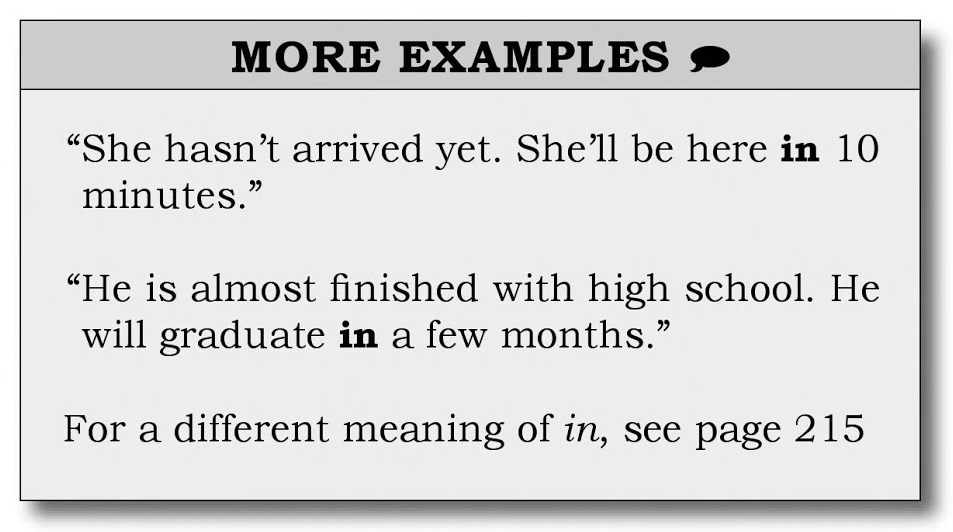 MORE EXAMPLES
“She hasn’t arrived yet. She’ll be here in 10
minutes.”
“He is almost finished with high school. He
will graduate in a few months.”
For a different meaning of in, see page 215